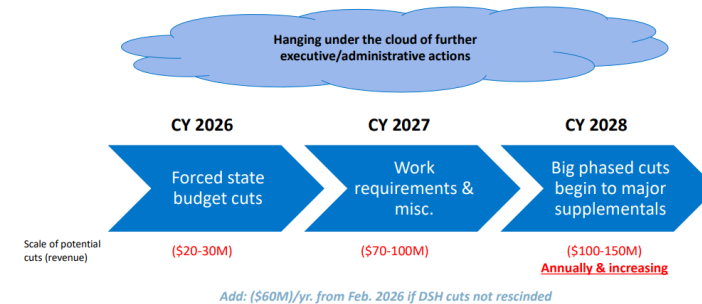 Hanging under the cloud of further
executive/administrative actions
CY 2026
CY 2027
CY 2028
Forced state
budget cuts
Work
requirements &
misc.
Big phased cuts
begin to major
supplementals
Scale of potential
cuts (revenue)
($20-30M)
($70-100M)
($100-150M)
Annually & increasing
Add: ($60M)/yr. from Feb. 2026 if DSH cuts not rescinded